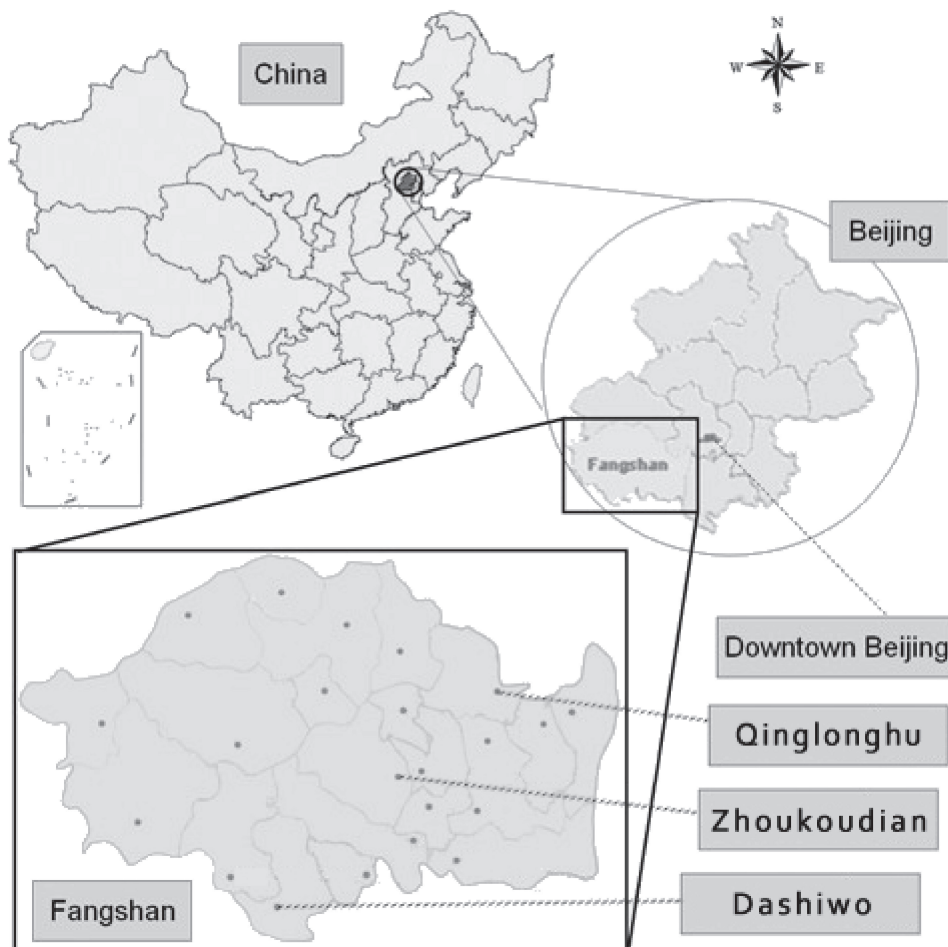 China
N
W
E
S
Beijing
Fangshan
Downtown Beijing
Qinglonghu
Zhoukoudian
Dashiwo
Fangshan